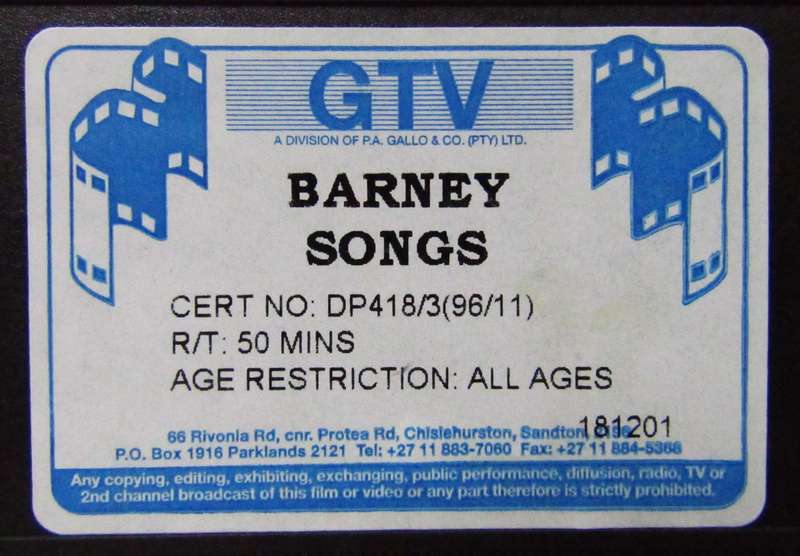 GTV
A DIVISION OF P.A. GALLO & CO. (PTY) LTD.
BARNEY
SONGS
CERT NO: DP418/3(96/11)
R/T: 50 MINS
AGE RESTRICTION: ALL AGES
181201
66 Rivonia Rd, cnr. Protea Rd, Chislehurston, Sandton
P.O. Box 1916 Parklands 2121 Tel: +27 11 883-7060 Fax: +27 11 884-5366
Any copying, editing, exhibiting, exchanging, public performance, diffusion, radio, TV or
2nd channel broadcast of this film or video or any part therefore is strictly prohibited.